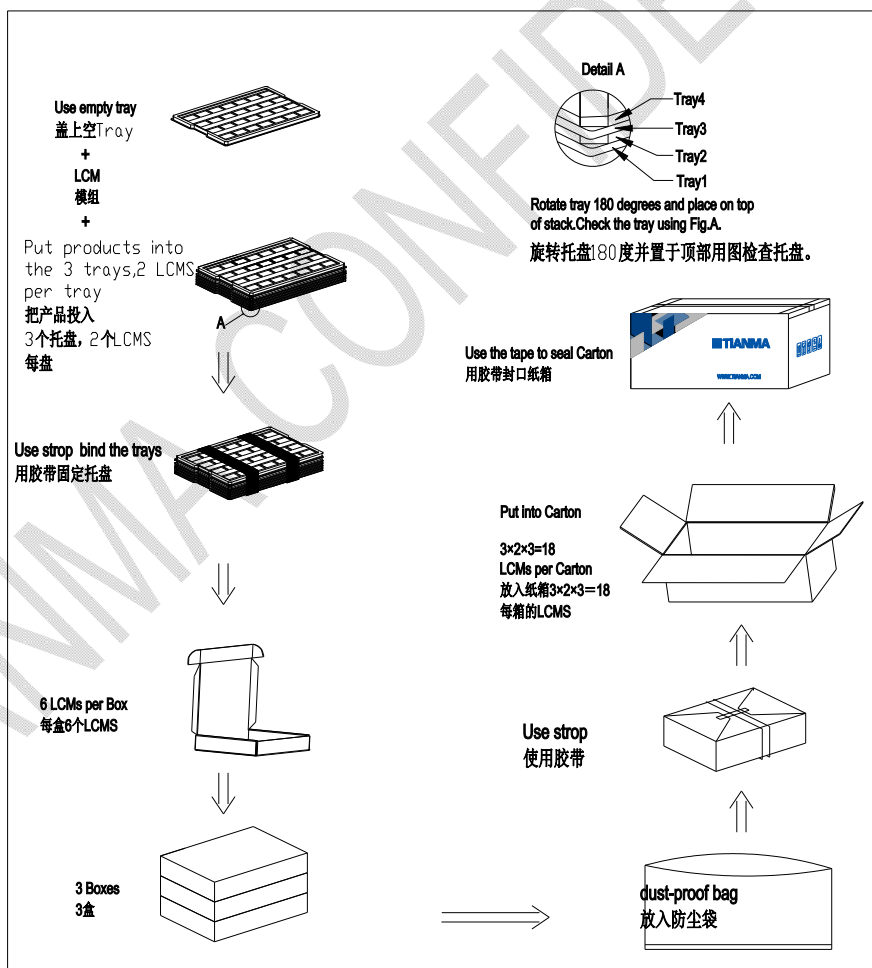 Use empty tray
盖上空Tray
+
LCM
模组
+
Put products into
the 3 trays,2 LCMS
per tray
把产品投入
3个托盘，2个LCMS
每盘
A
Use strop bind the trays
用胶带固定托盘
6 LCMs per Box
每盒6个LCMS
3 Boxes
3盒
dust-proof bag
放入防尘袋
Use strop
使用胶带
Put into Carton
3×2×3=18
LCMs per Carton
放入纸箱3×2×3＝18
每箱的LCMS
Use the tape to seal Carton
用胶带封口纸箱
TIANMA
WWW.TIANMA.COM
Detail A
Tray4
Tray3
Tray2
Tray1
Rotate tray 180 degrees and place on top
of stack.Check the tray using Fig.A.
旋转托盘180度并置于顶部用图检查托盘。
ANMA CONFIDE